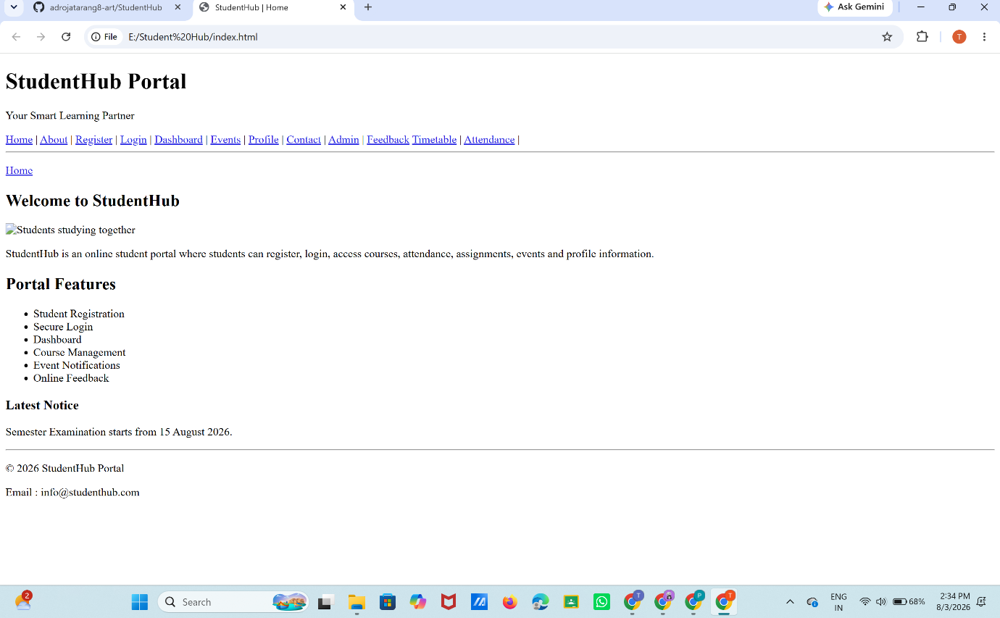 adrojatarang8-art/StudentHub
StudentHub | Home
Ask Gemini
File
E:/Student%20Hub/index.html
T
StudentHub Portal
Your Smart Learning Partner
Home | About | Register | Login | Dashboard | Events | Profile | Contact | Admin | Feedback Timetable | Attendance |
Home
Welcome to StudentHub
Students studying together
StudentHub is an online student portal where students can register, login, access courses, attendance, assignments, events and profile information.
Portal Features
• Student Registration
• Secure Login
• Dashboard
• Course Management
• Event Notifications
• Online Feedback
Latest Notice
Semester Examination starts from 15 August 2026.
© 2026 StudentHub Portal
Email : info@studenthub.com
2
Search
T
P
T
ENG
IN
68%
2:34 PM
8/3/2026